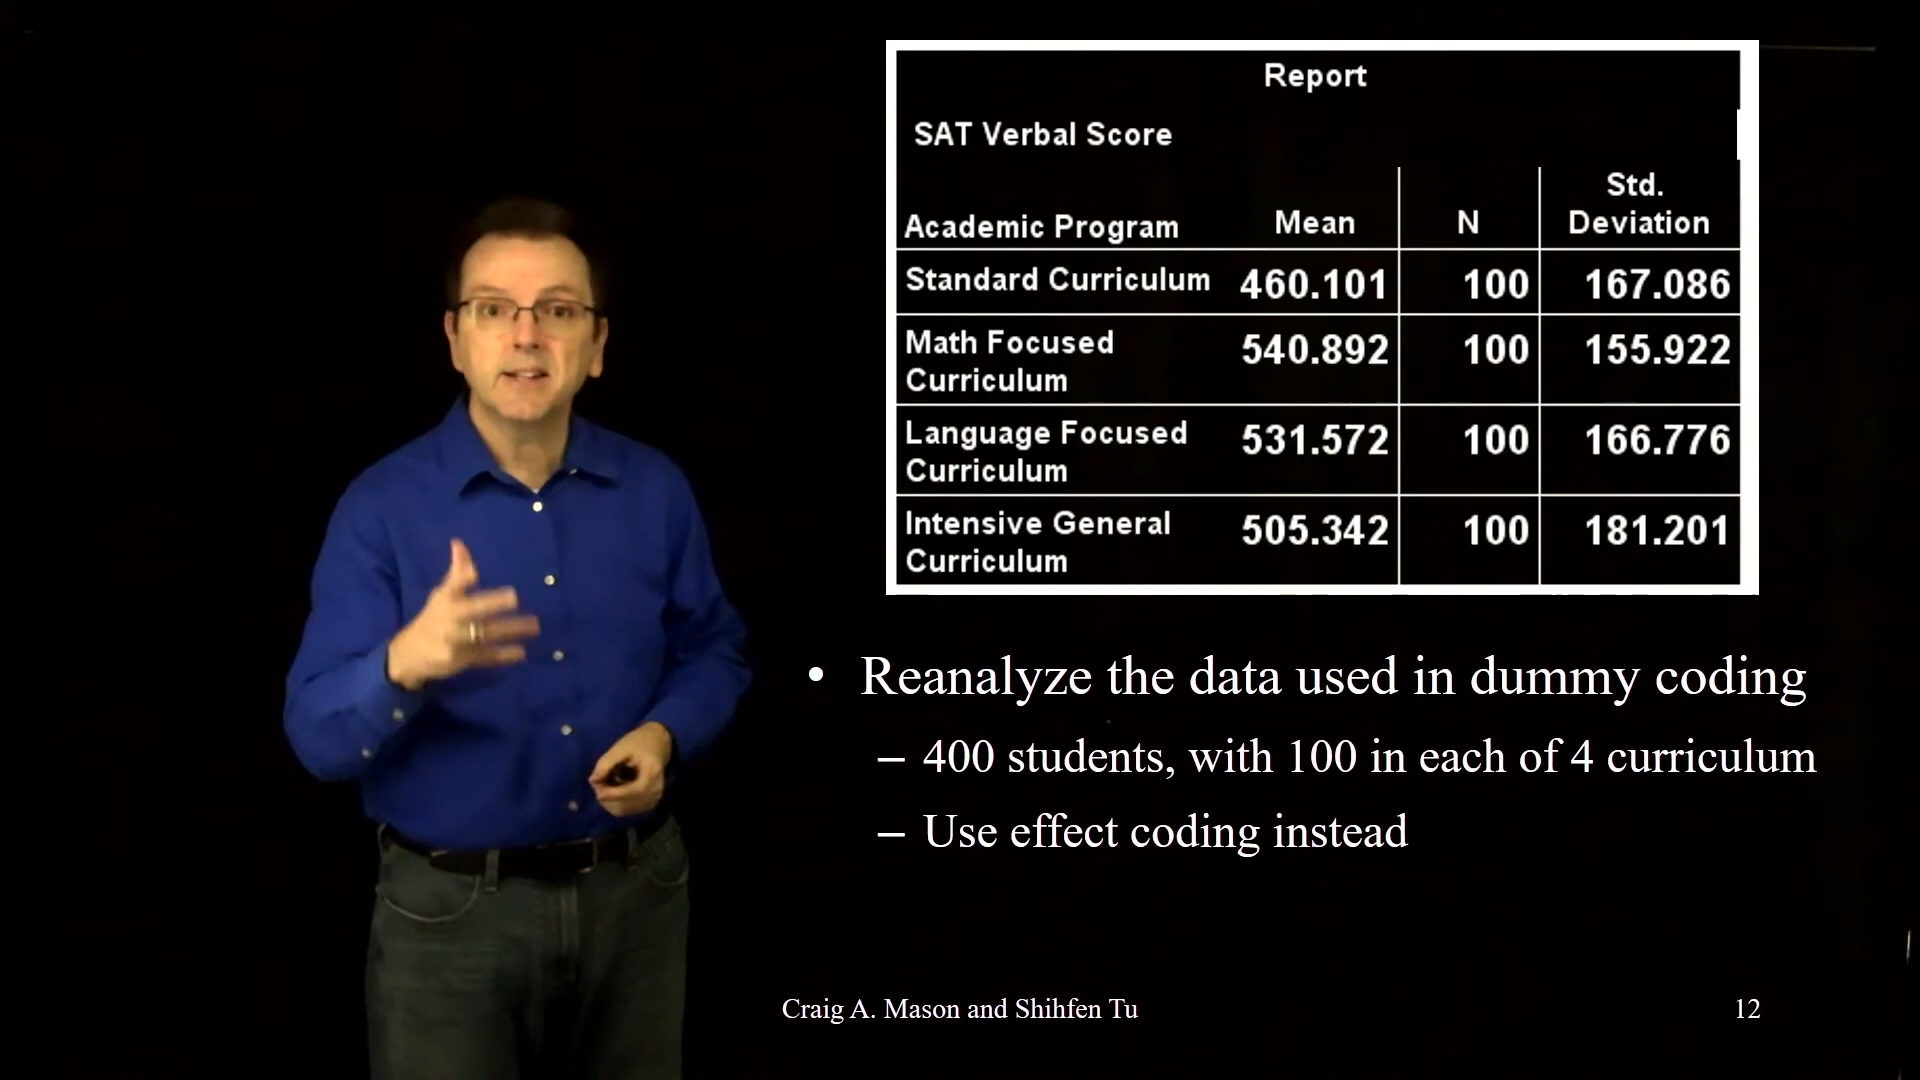 Report
SAT Verbal Score
Academic Program Mean N Std. Deviation
Standard Curriculum 460.101 100 167.086
Math Focused Curriculum 540.892 100 155.922
Language Focused Curriculum 531.572 100 166.776
Intensive General Curriculum 505.342 100 181.201
• Reanalyze the data used in dummy coding
– 400 students, with 100 in each of 4 curriculum
– Use effect coding instead
Craig A. Mason and Shihfen Tu 12